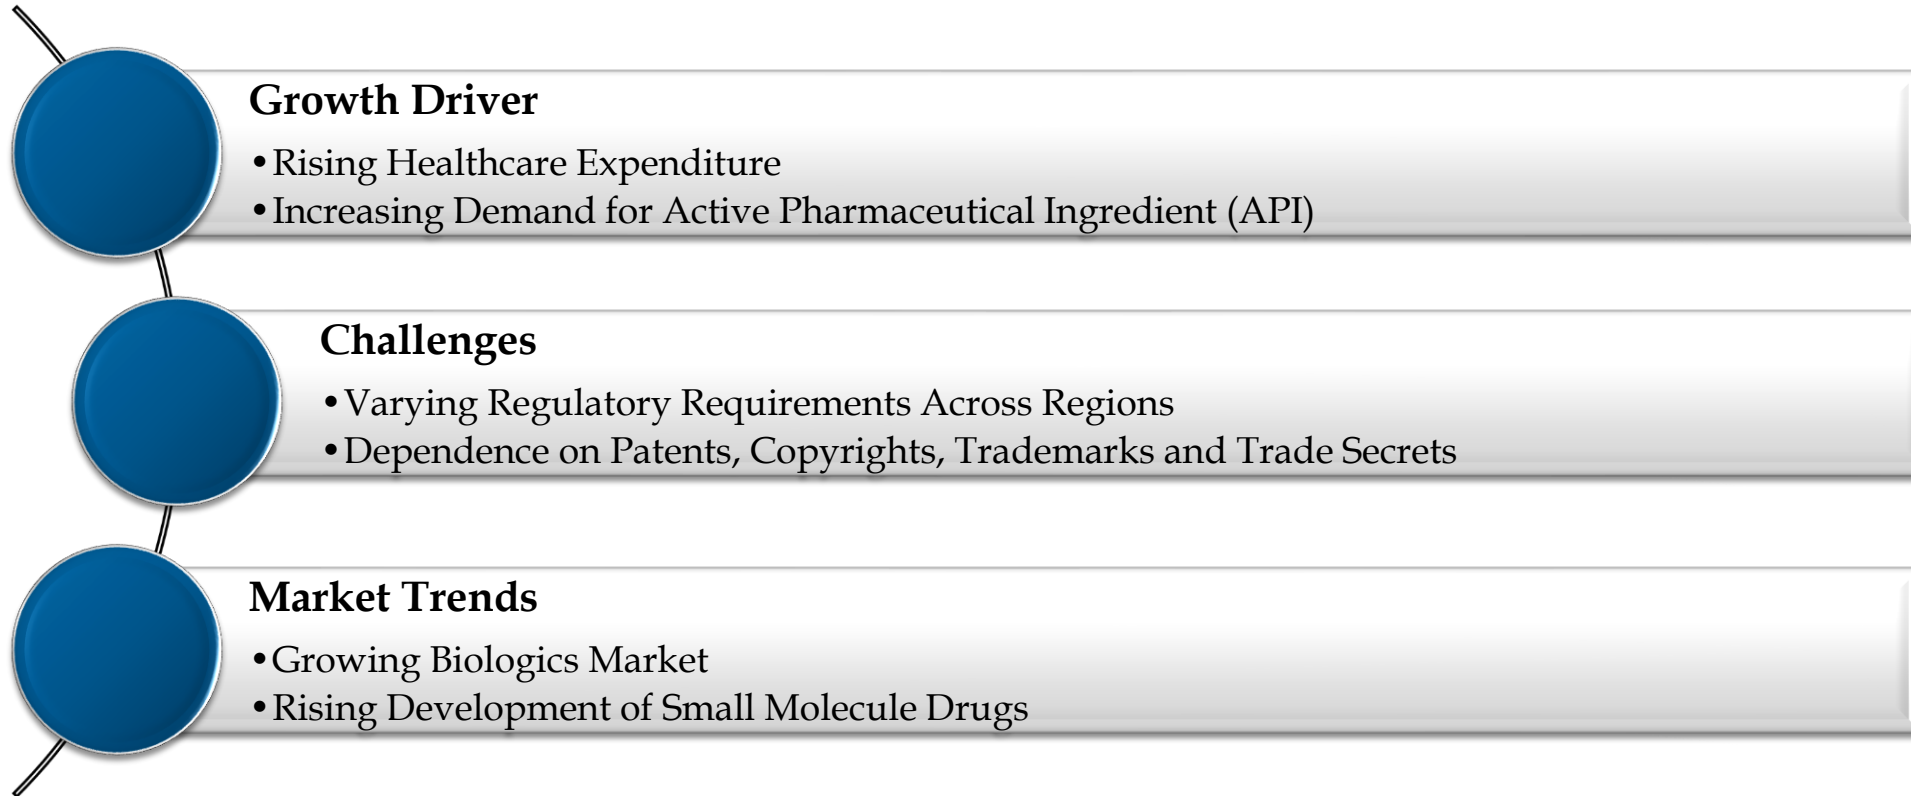 Growth Driver
•Rising Healthcare Expenditure
•Increasing Demand for Active Pharmaceutical Ingredient (API)
Challenges
•Varying Regulatory Requirements Across Regions
•Dependence on Patents, Copyrights, Trademarks and Trade Secrets
Market Trends
•Growing Biologics Market
•Rising Development of Small Molecule Drugs